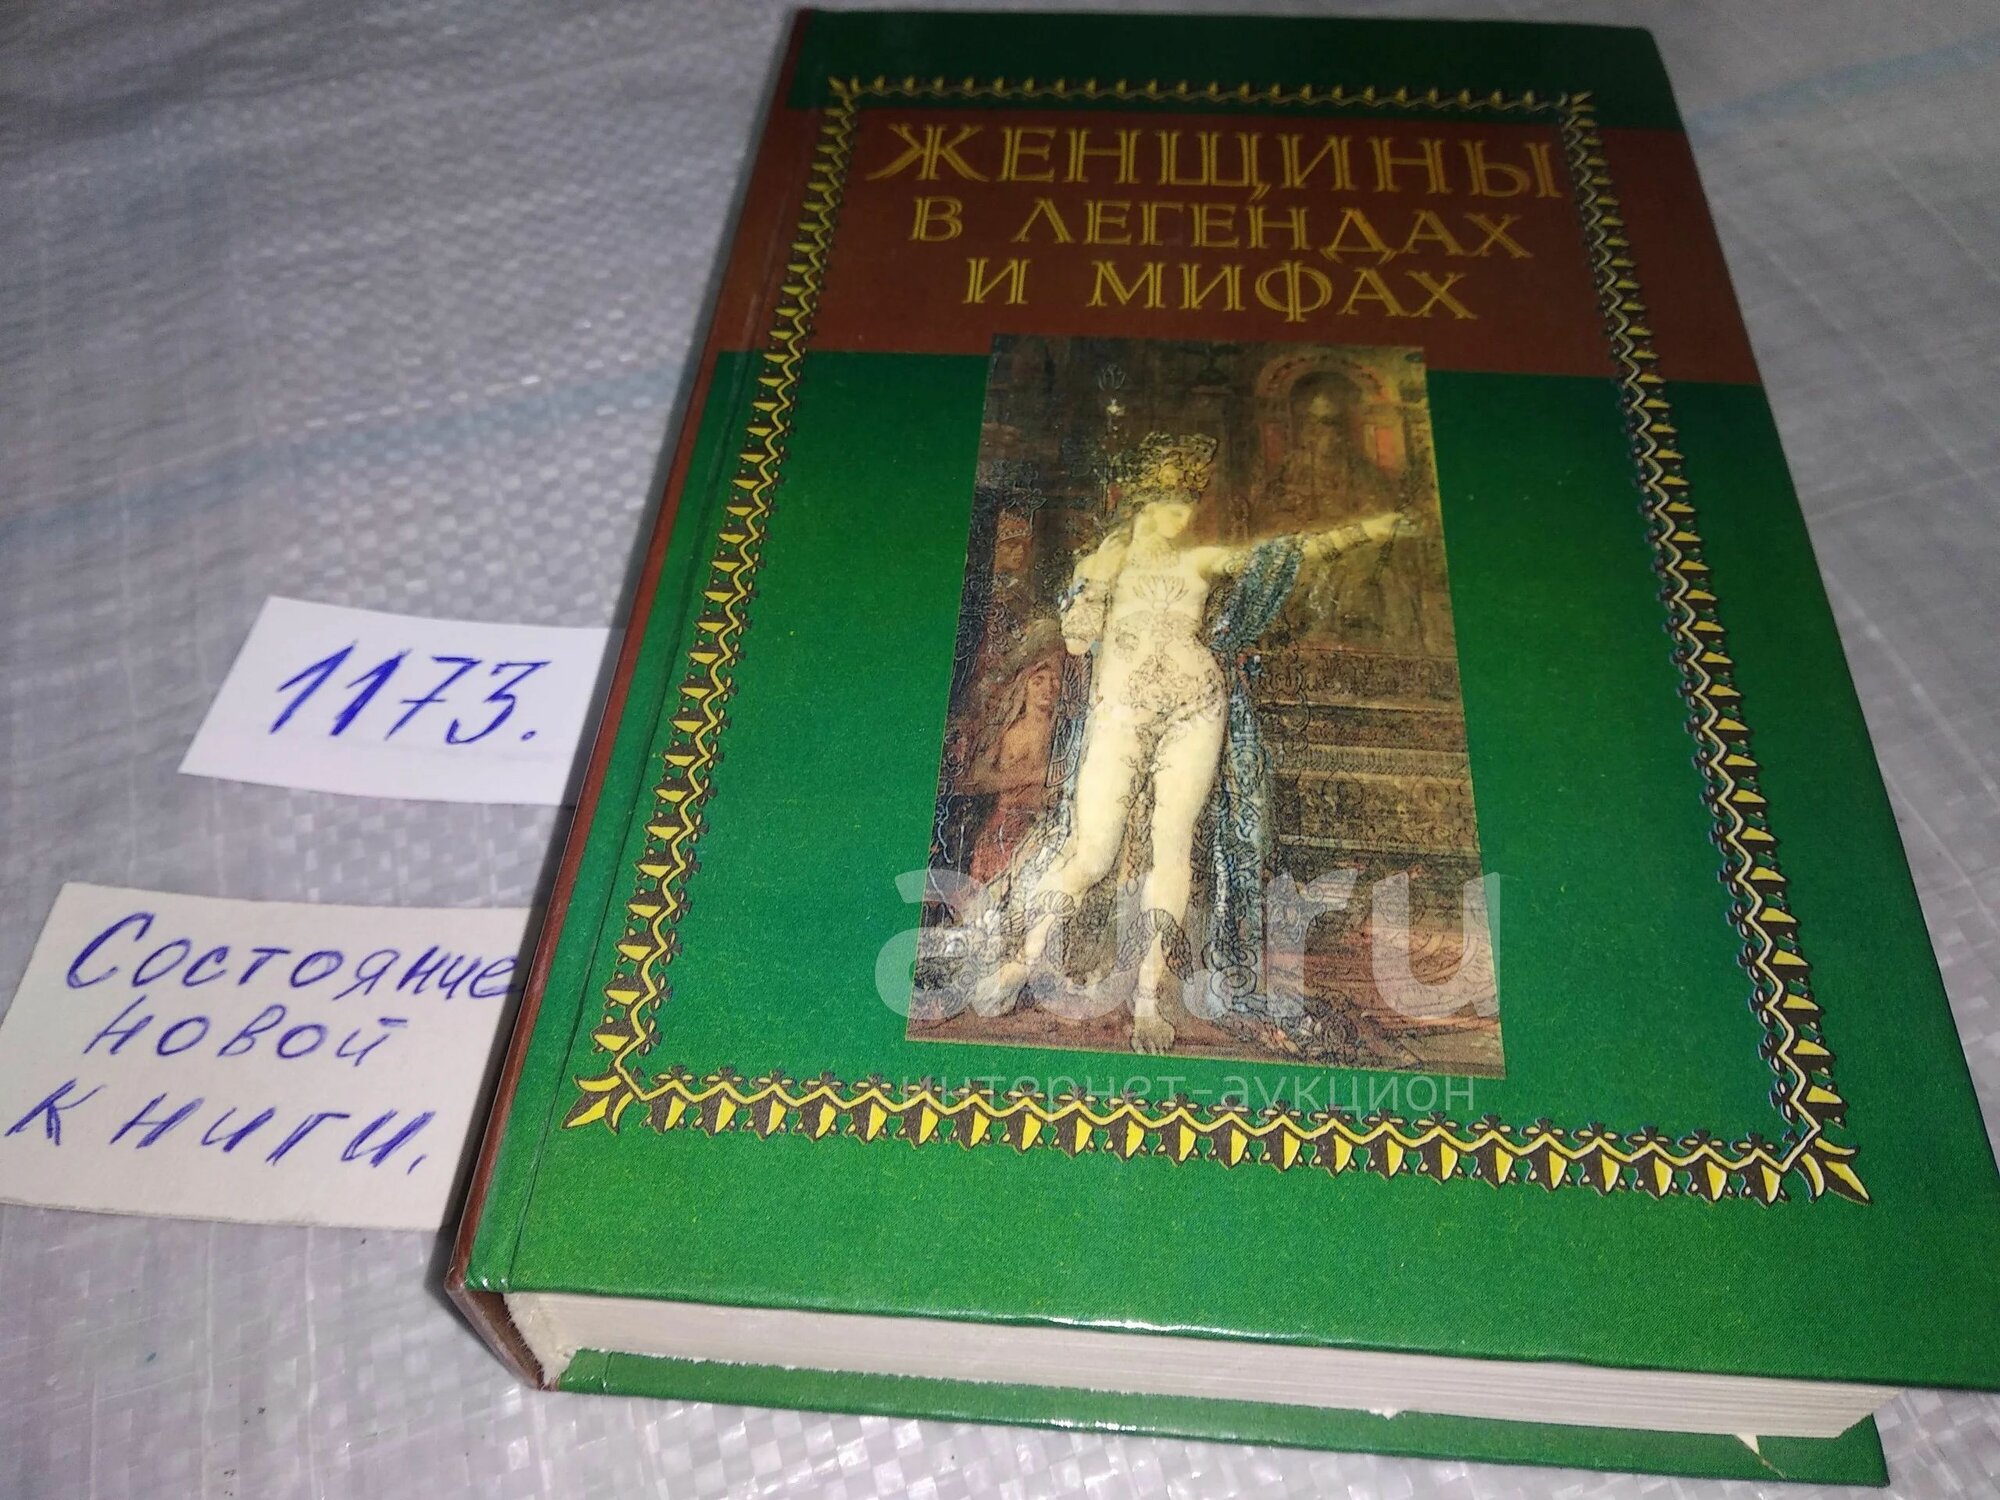 ЖЕНЩИНЫ
В ЛЕГЕНДАХ
И МИФАХ
1173.
Состояние
новой
книги.
au.ru
интернет-аукцион